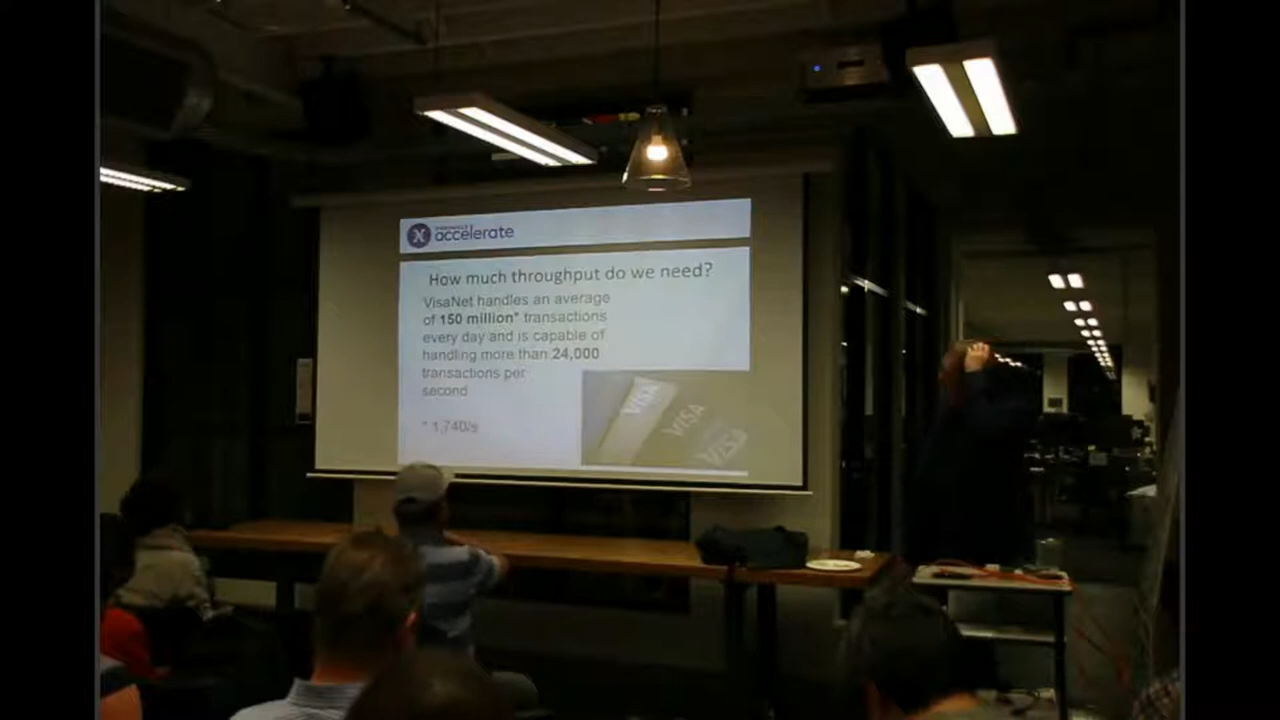 accelerate
How much throughput do we need?
VisaNet handles an average
of 150 million* transactions
every day and is capable of
handling more than 24,000
transactions per
second
* 1,740/s
VISA
VISA
VISA